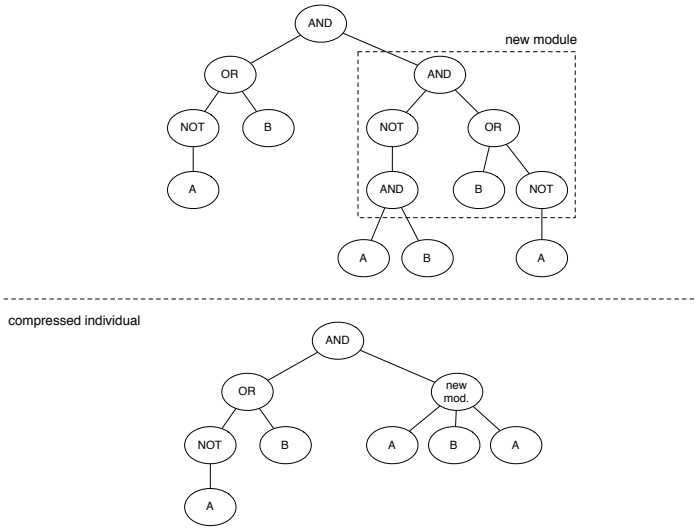 AND
new module
OR
AND
NOT
B
NOT
OR
A
AND
B
NOT
A
B
A
compressed individual
AND
OR
new
mod.
NOT
B
A
B
A
A